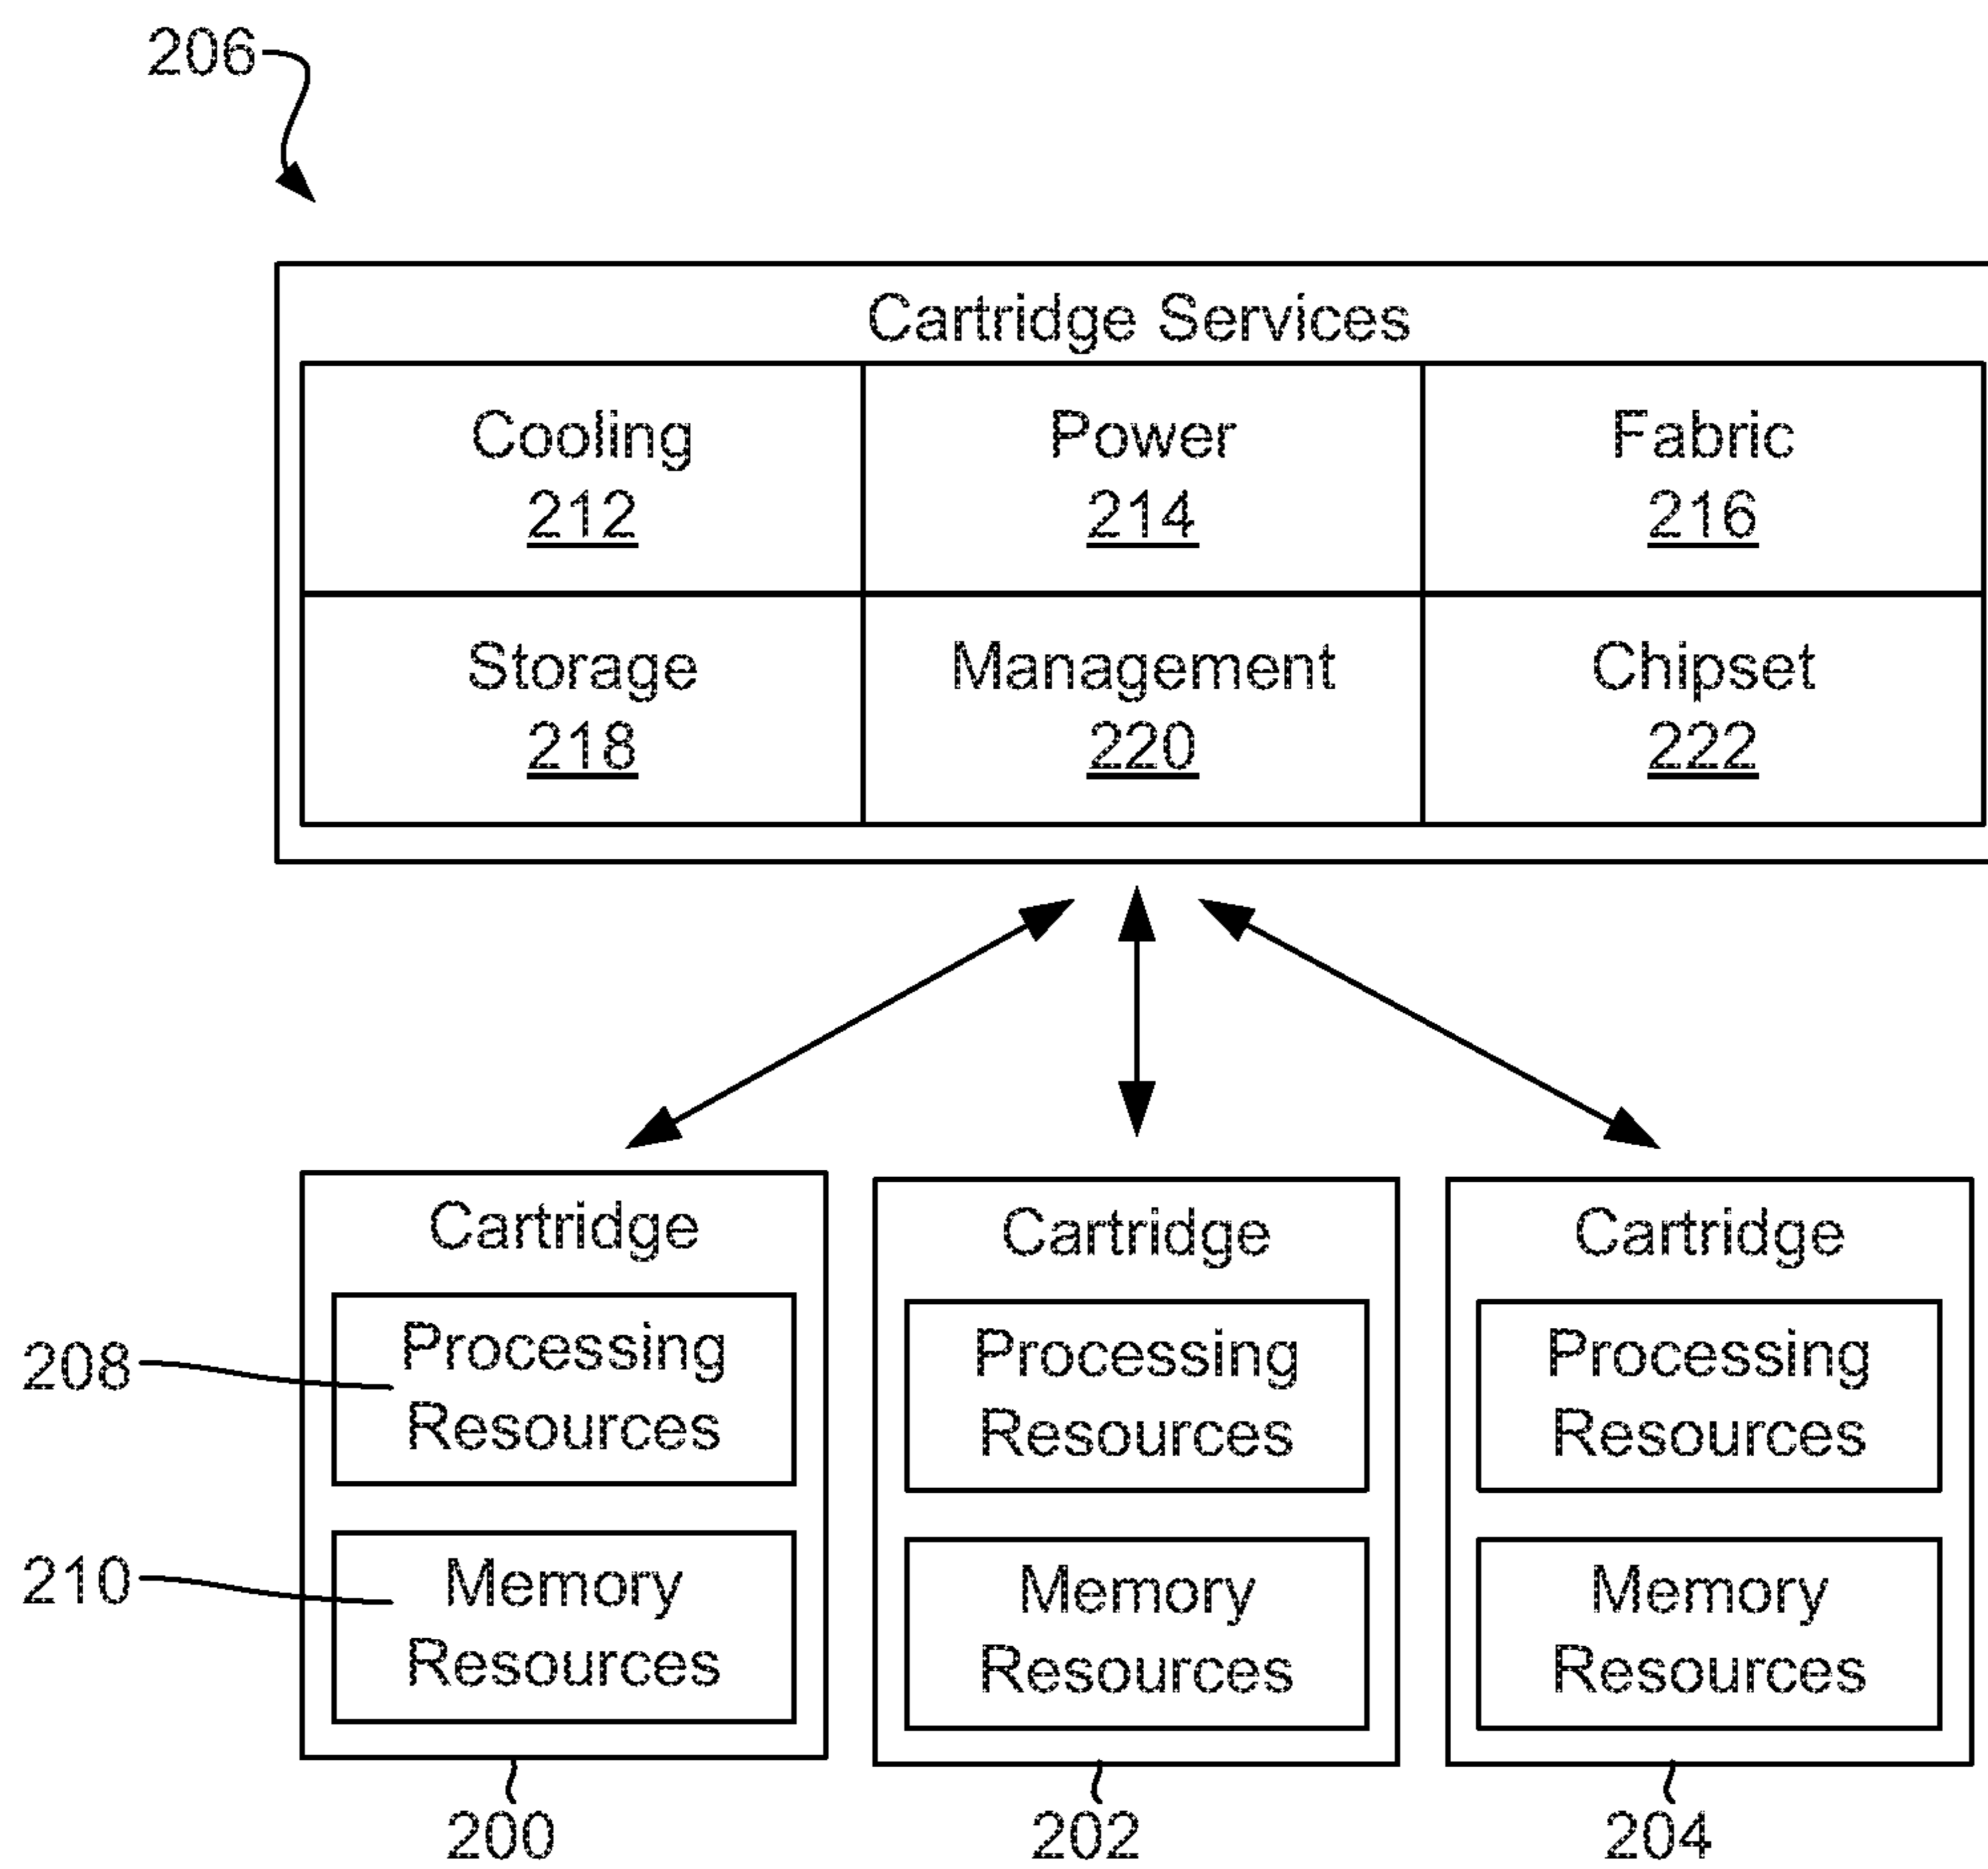 206
Cartridge Services
Cooling
212
Power
214
Fabric
216
Storage
218
Management
220
Chipset
222
Cartridge
Processing
Resources
Memory
Resources
208
210
200
Cartridge
Processing
Resources
Memory
Resources
202
Cartridge
Processing
Resources
Memory
Resources
204